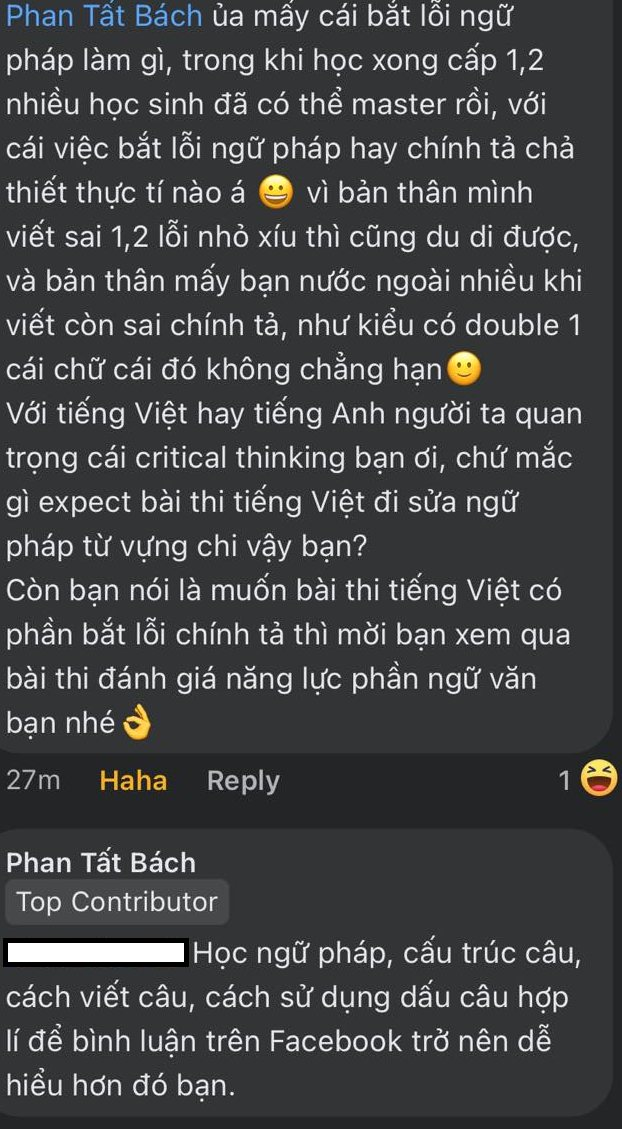 Phan Tất Bách ủa mấy cái bắt lỗi ngữ
pháp làm gì, trong khi học xong cấp 1,2
nhiều học sinh đã có thể master rồi, với
cái việc bắt lỗi ngữ pháp hay chính tả chả
thiết thực tí nào á 😀 vì bản thân mình
viết sai 1,2 lỗi nhỏ xíu thì cũng du di được,
và bản thân mấy bạn nước ngoài nhiều khi
viết còn sai chính tả, như kiểu có double 1
cái chữ cái đó không chẳng hạn🙂
Với tiếng Việt hay tiếng Anh người ta quan
trọng cái critical thinking bạn ơi, chứ mắc
gì expect bài thi tiếng Việt đi sửa ngữ
pháp từ vựng chi vậy bạn?
Còn bạn nói là muốn bài thi tiếng Việt có
phần bắt lỗi chính tả thì mời bạn xem qua
bài thi đánh giá năng lực phần ngữ văn
bạn nhé👌
27m Haha Reply 1 😆
Phan Tất Bách
Top Contributor
Học ngữ pháp, cấu trúc câu,
cách viết câu, cách sử dụng dấu câu hợp
lí để bình luận trên Facebook trở nên dễ
hiểu hơn đó bạn.